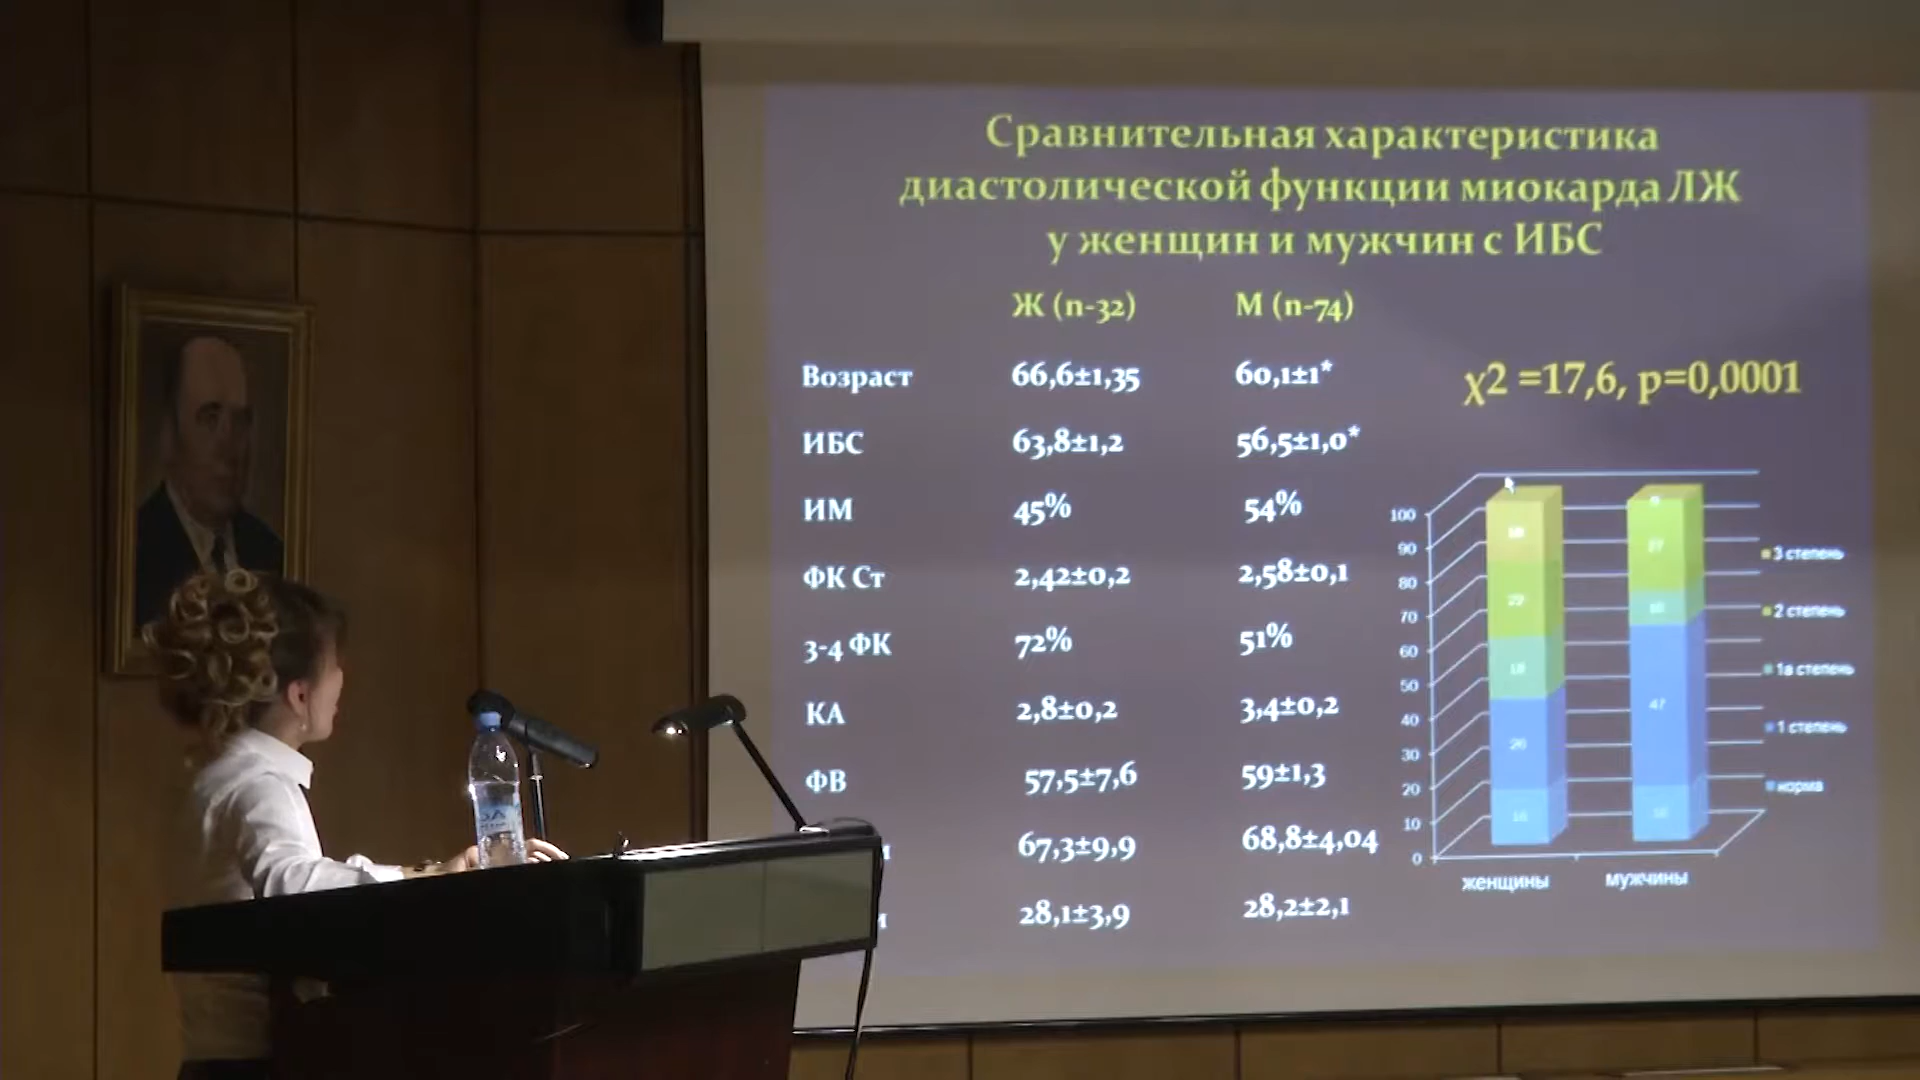 Сравнительная характеристика
диастолической функции миокарда ЛЖ
у женщин и мужчин с ИБС
Ж (n-32) М (n-74)
Возраст 66,6±1,35 60,1±1*
ИБС 63,8±1,2 56,5±1,0*
ИМ 45% 54%
ФК Ст 2,42±0,2 2,58±0,1
3-4 ФК 72% 51%
КА 2,8±0,2 3,4±0,2
ФВ 57,5±7,6 59±1,3
67,3±9,9 68,8±4,04
28,1±3,9 28,2±2,1
χ2 =17,6, p=0,0001
100
90
80
70
60
50
40
30
20
10
0
27
47
женщины мужчины
3 степень
2 степень
1а степень
1 степень
норма